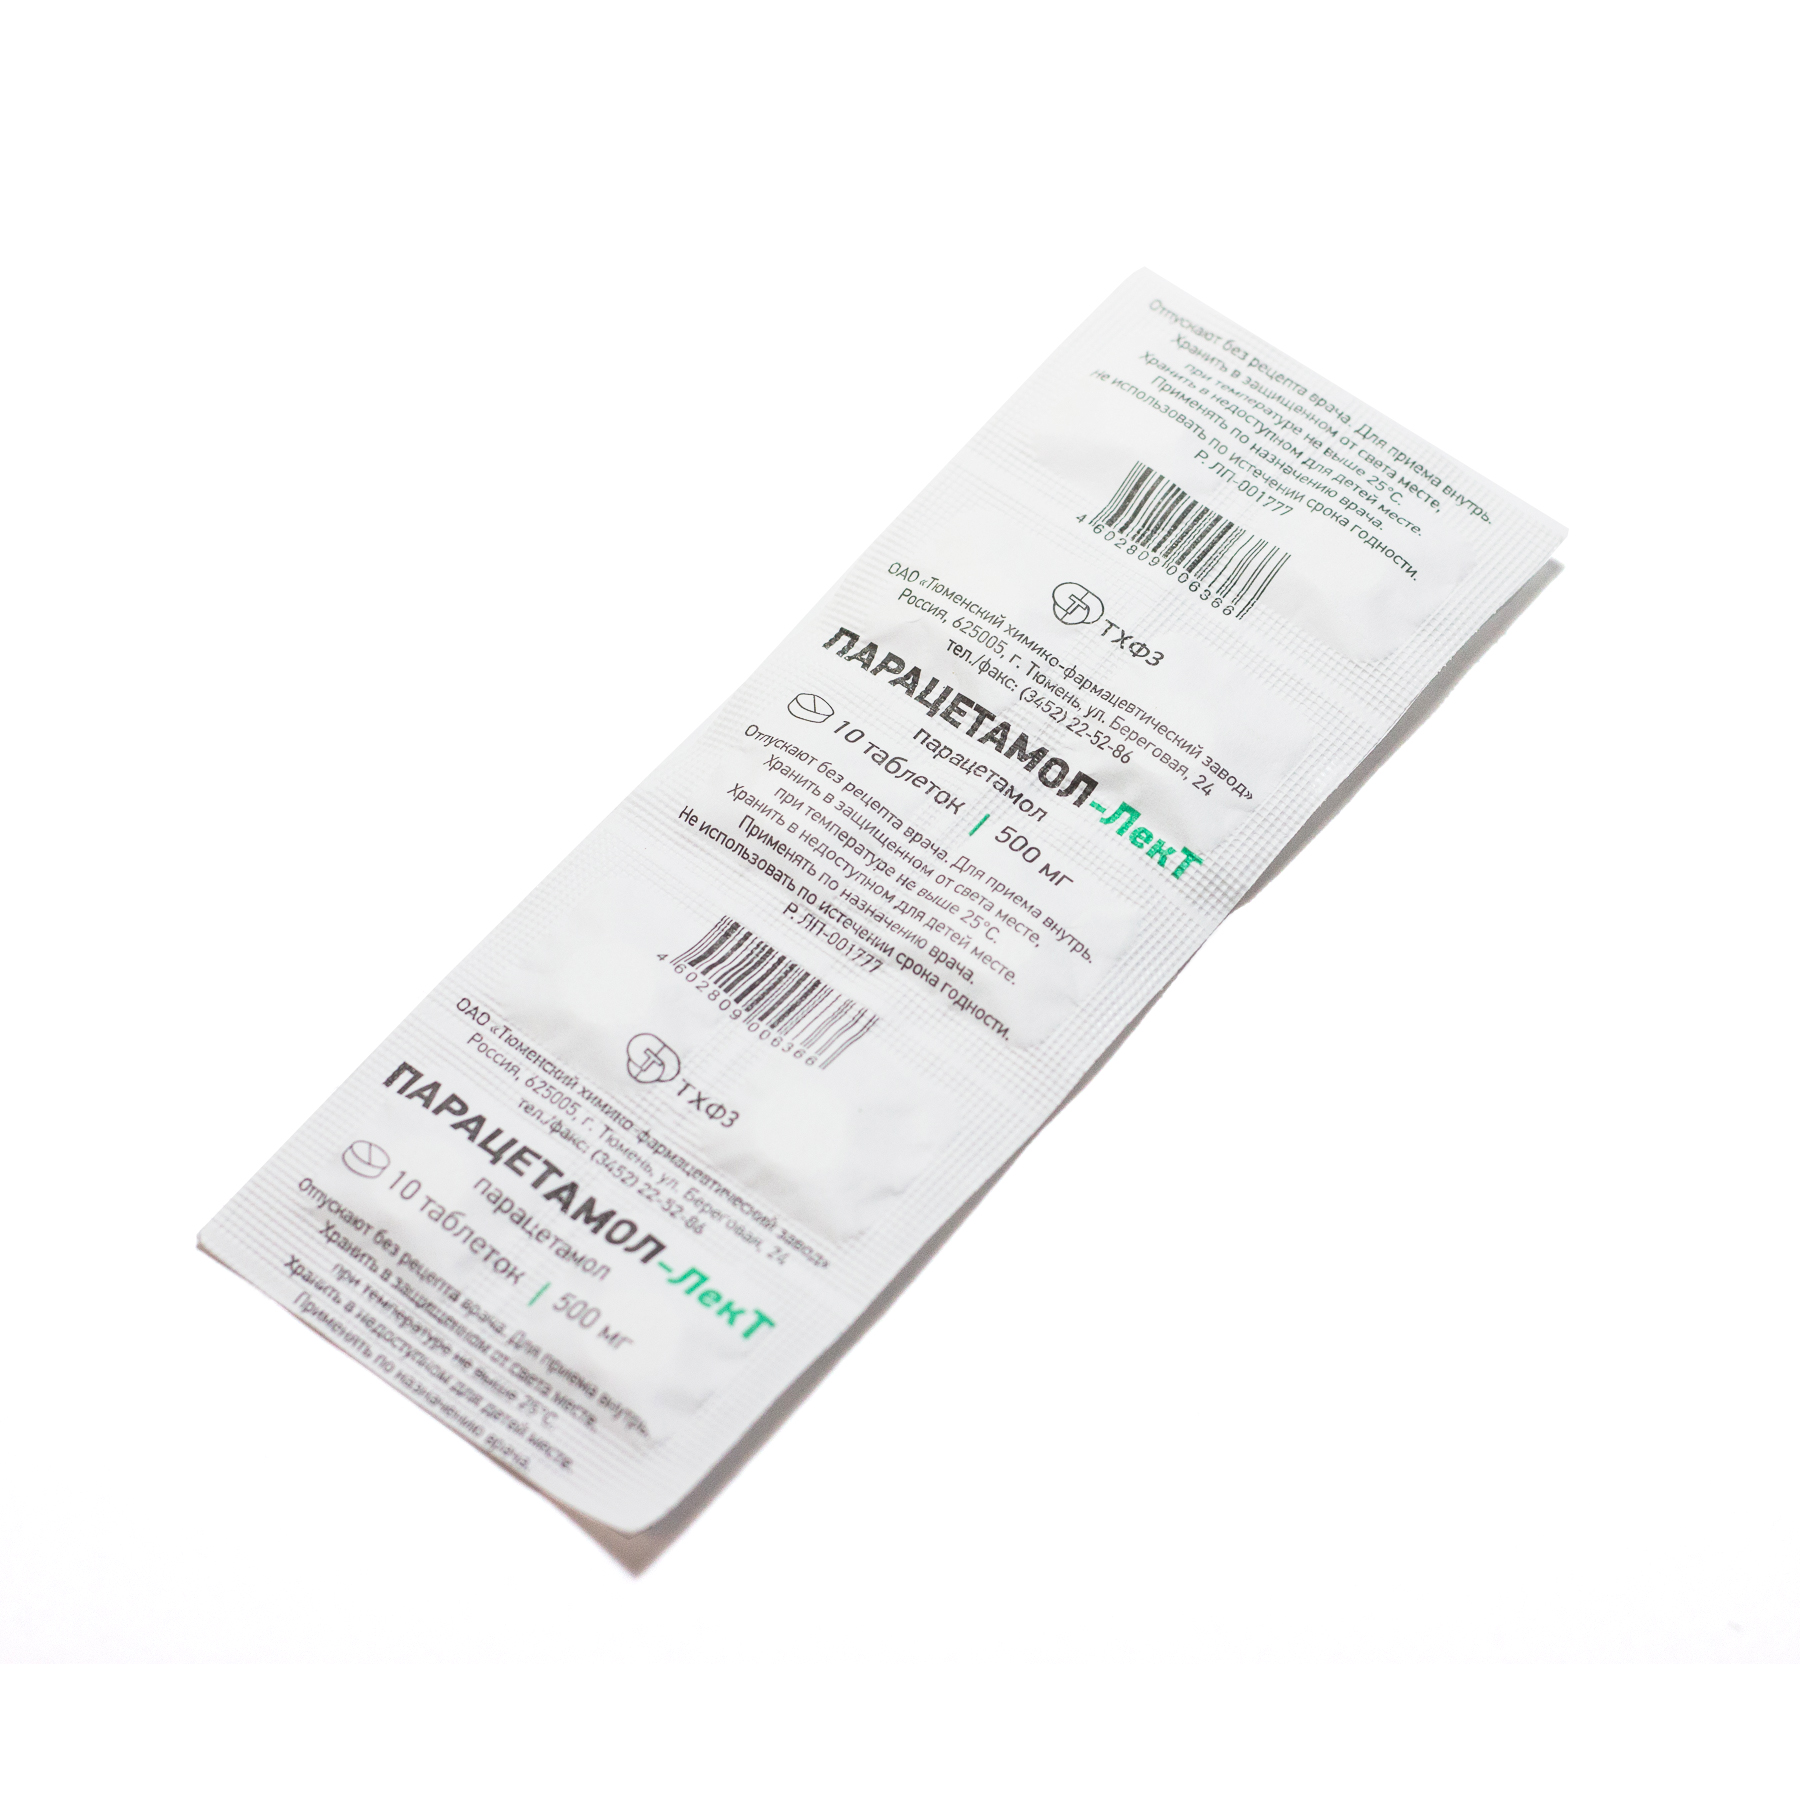 Отпускают без рецепта врача. Для приема внутрь.
Хранить в защищенном от света месте,
при температуре не выше 25°С.
Хранить в недоступном для детей месте.
Применять по назначению врача.
не использовать по истечении срока годности.
Р. ЛП-001777
4 602809 006366
ТХФЗ
ОАО «Тюменский химико-фармацевтический завод»
Россия, 625005, г. Тюмень, ул. Береговая, 24
тел./факс: (3452) 22-52-86
ПАРАЦЕТАМОЛ-ЛекТ
парацетамол
10 таблеток | 500 мг
Отпускают без рецепта врача. Для приема внутрь.
Хранить в защищенном от света месте,
при температуре не выше 25°С.
Хранить в недоступном для детей месте.
Применять по назначению врача.
Не использовать по истечении срока годности.
Р. ЛП-001777
4 602809 006366
ТХФЗ
ОАО «Тюменский химико-фармацевтический завод»
Россия, 625005, г. Тюмень, ул. Береговая, 24
тел./факс: (3452) 22-52-86
ПАРАЦЕТАМОЛ-ЛекТ
парацетамол
10 таблеток | 500 мг
Отпускают без рецепта врача. Для приема внутрь.
Хранить в защищенном от света месте,
при температуре не выше 25°С.
Хранить в недоступном для детей месте.
Применять по назначению врача.